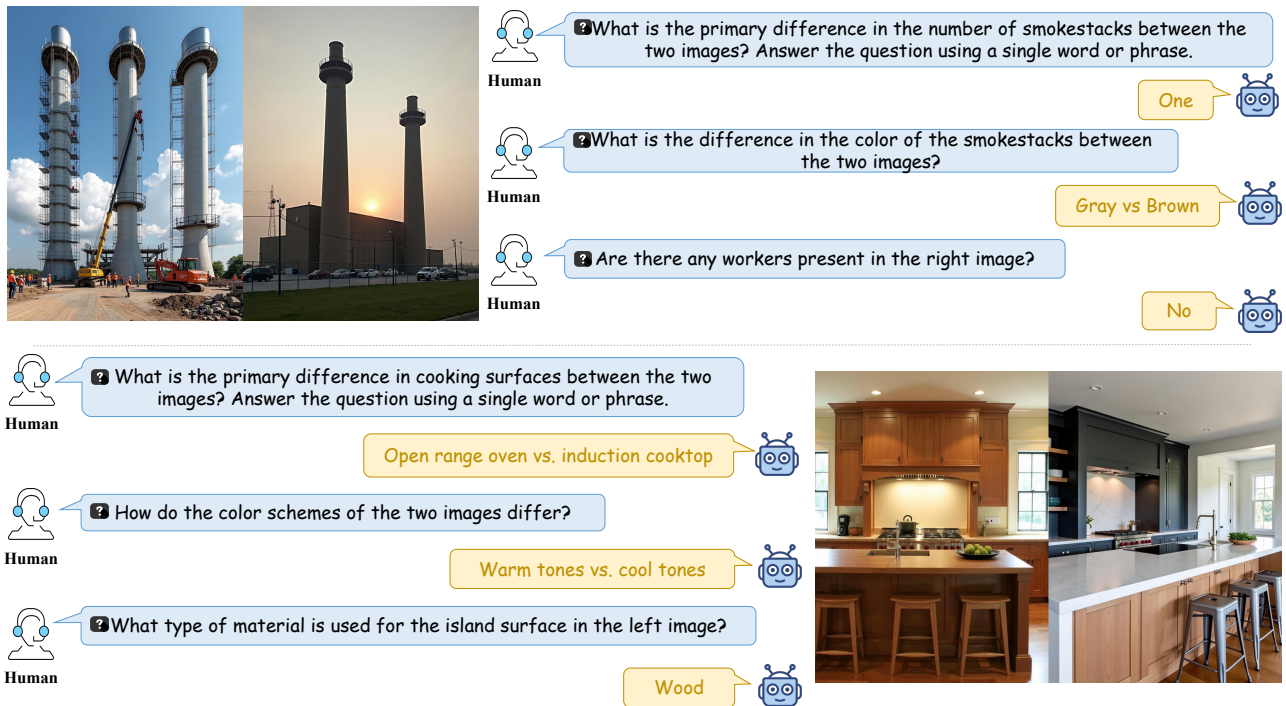 ?What is the primary difference in the number of smokestacks between the
two images? Answer the question using a single word or phrase.
Human
One
?What is the difference in the color of the smokestacks between
the two images?
Human
Gray vs Brown
? Are there any workers present in the right image?
Human
No
? What is the primary difference in cooking surfaces between the two
images? Answer the question using a single word or phrase.
Human
Open range oven vs. induction cooktop
? How do the color schemes of the two images differ?
Human
Warm tones vs. cool tones
?What type of material is used for the island surface in the left image?
Human
Wood